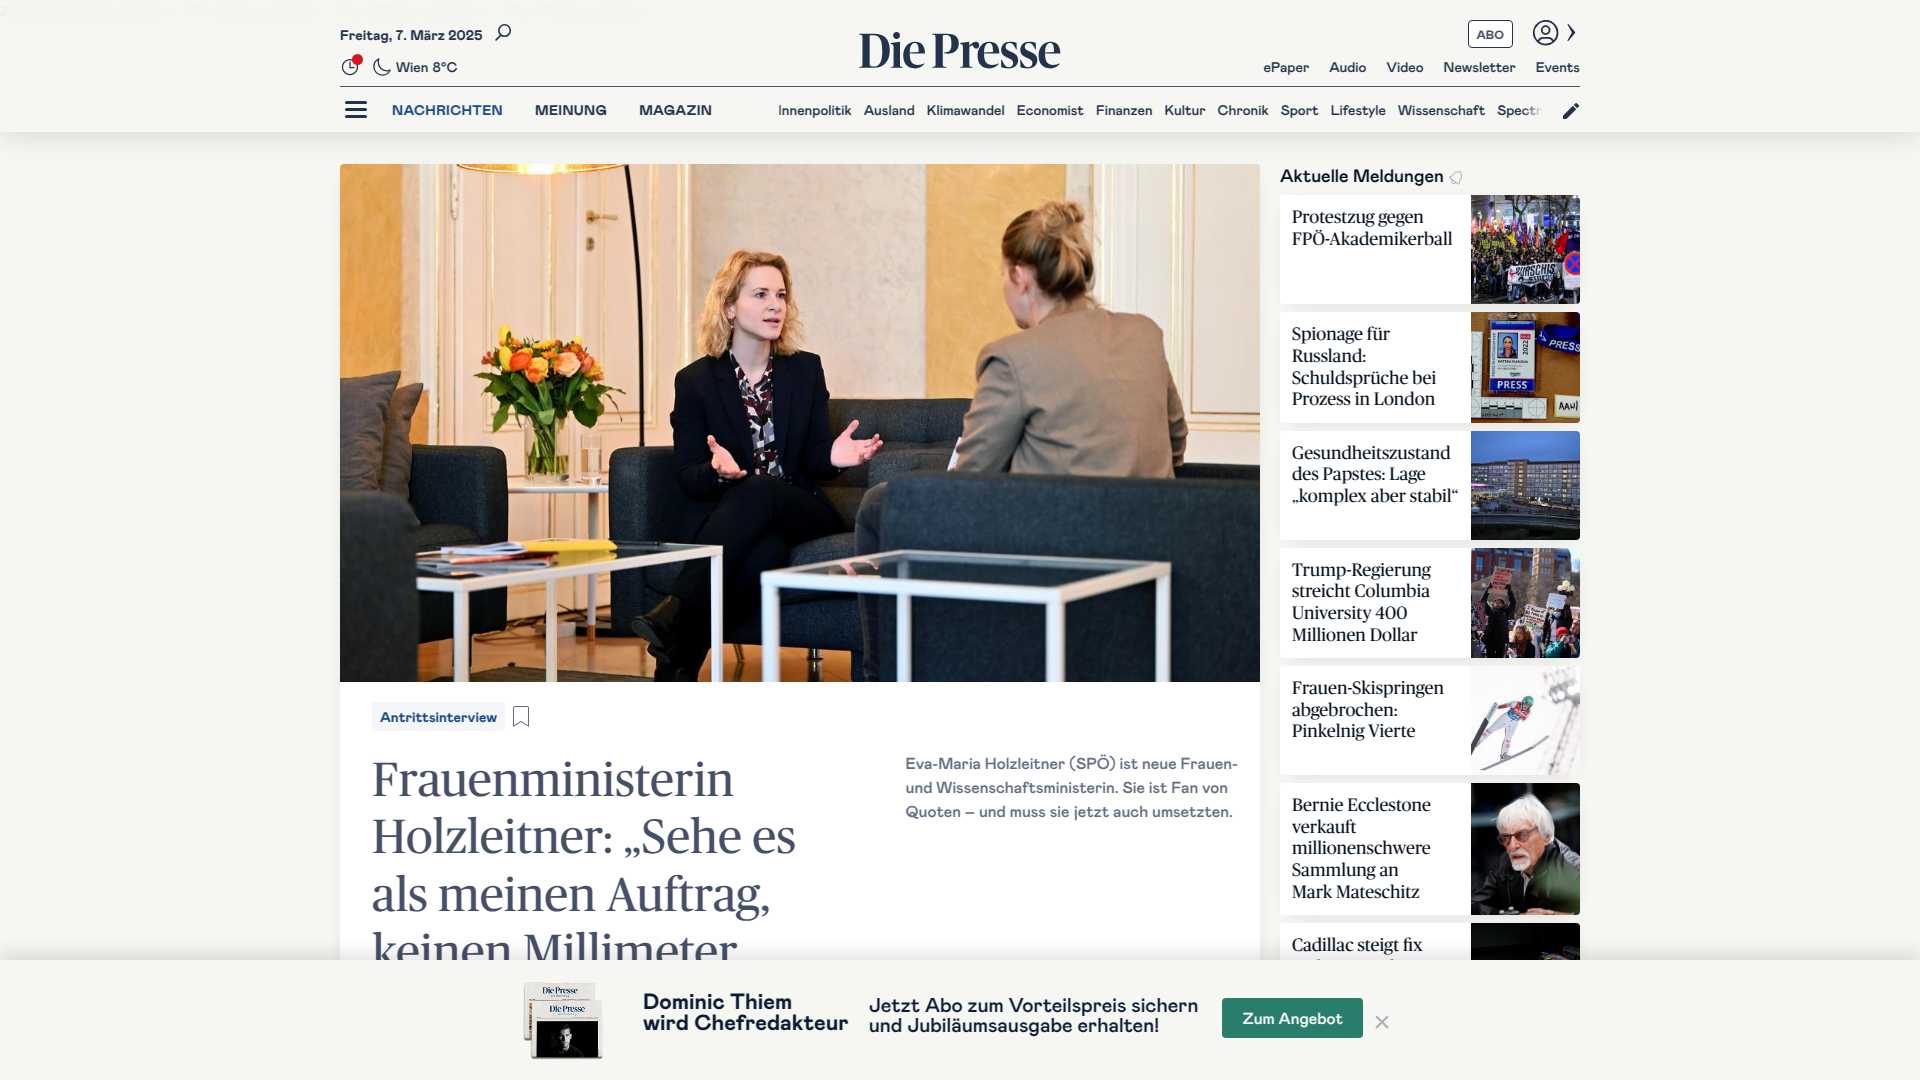 Freitag, 7. März 2025
Wien 8°C
Die Presse
ABO
ePaper Audio Video Newsletter Events
NACHRICHTEN MEINUNG MAGAZIN
Innenpolitik Ausland Klimawandel Economist Finanzen Kultur Chronik Sport Lifestyle Wissenschaft Spectr
Antrittsinterview
Frauenministerin
Holzleitner: „Sehe es
als meinen Auftrag,
keinen Millimeter
Eva-Maria Holzleitner (SPÖ) ist neue Frauen-
und Wissenschaftsministerin. Sie ist Fan von
Quoten – und muss sie jetzt auch umsetzten.
Aktuelle Meldungen
Protestzug gegen
FPÖ-Akademikerball
Spionage für
Russland:
Schuldsprüche bei
Prozess in London
PRESS
PRESS
2022
Gesundheitszustand
des Papstes: Lage
„komplex aber stabil“
Trump-Regierung
streicht Columbia
University 400
Millionen Dollar
Frauen-Skispringen
abgebrochen:
Pinkelnig Vierte
Bernie Ecclestone
verkauft
millionenschwere
Sammlung an
Mark Mateschitz
Cadillac steigt fix
Die Presse
Die Presse
Dominic Thiem
wird Chefredakteur
Jetzt Abo zum Vorteilspreis sichern
und Jubiläumsausgabe erhalten!
Zum Angebot